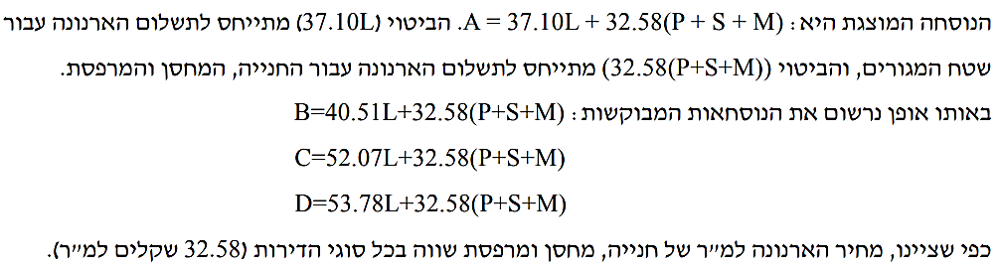 הנוסחה המוצגת היא: A = 37.10L + 32.58(P + S + M). הביטוי (37.10L) מתייחס לתשלום הארנונה עבור
שטח המגורים, והביטוי (32.58(P+S+M)) מתייחס לתשלום הארנונה עבור החנייה, המחסן והמרפסת.
באותו אופן נרשום את הנוסחאות המבוקשות: B=40.51L+32.58(P+S+M)
C=52.07L+32.58(P+S+M)
D=53.78L+32.58(P+S+M)
כפי שציינו, מחיר הארנונה למ״ר של חנייה, מחסן ומרפסת שווה בכל סוגי הדירות (32.58 שקלים למ״ר).